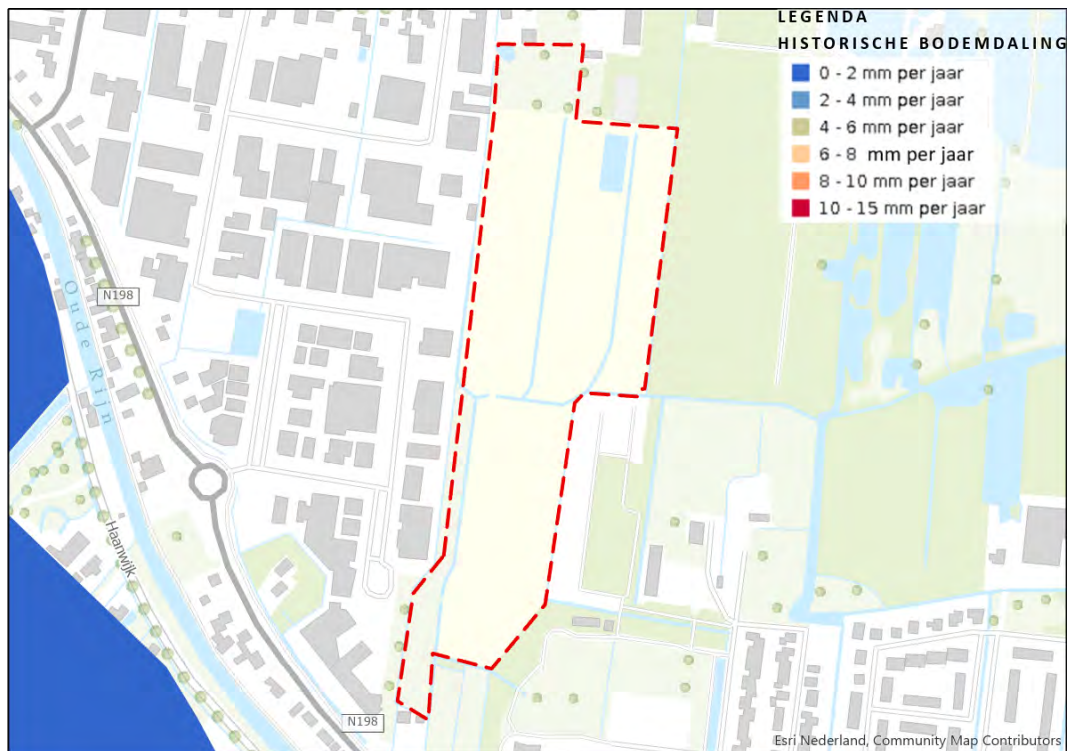 LEGENDA
HISTORISCHE BODEMDALING
0 - 2 mm per jaar
2 - 4 mm per jaar
4 - 6 mm per jaar
6 - 8 mm per jaar
8 - 10 mm per jaar
10 - 15 mm per jaar
N198
Oude Rijn
Haanwijk
N198
Esri Nederland, Community Map Contributors